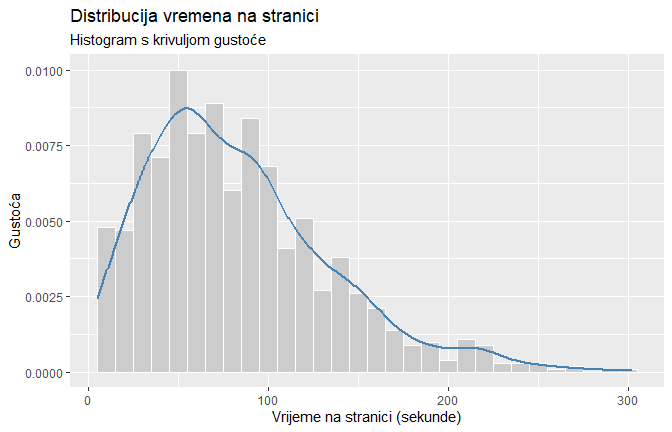 Distribucija vremena na stranici
Histogram s krivuljom gustoće
0.0100
0.0075
0.0050
0.0025
0.0000
Gustoća
0 100 200 300
Vrijeme na stranici (sekunde)